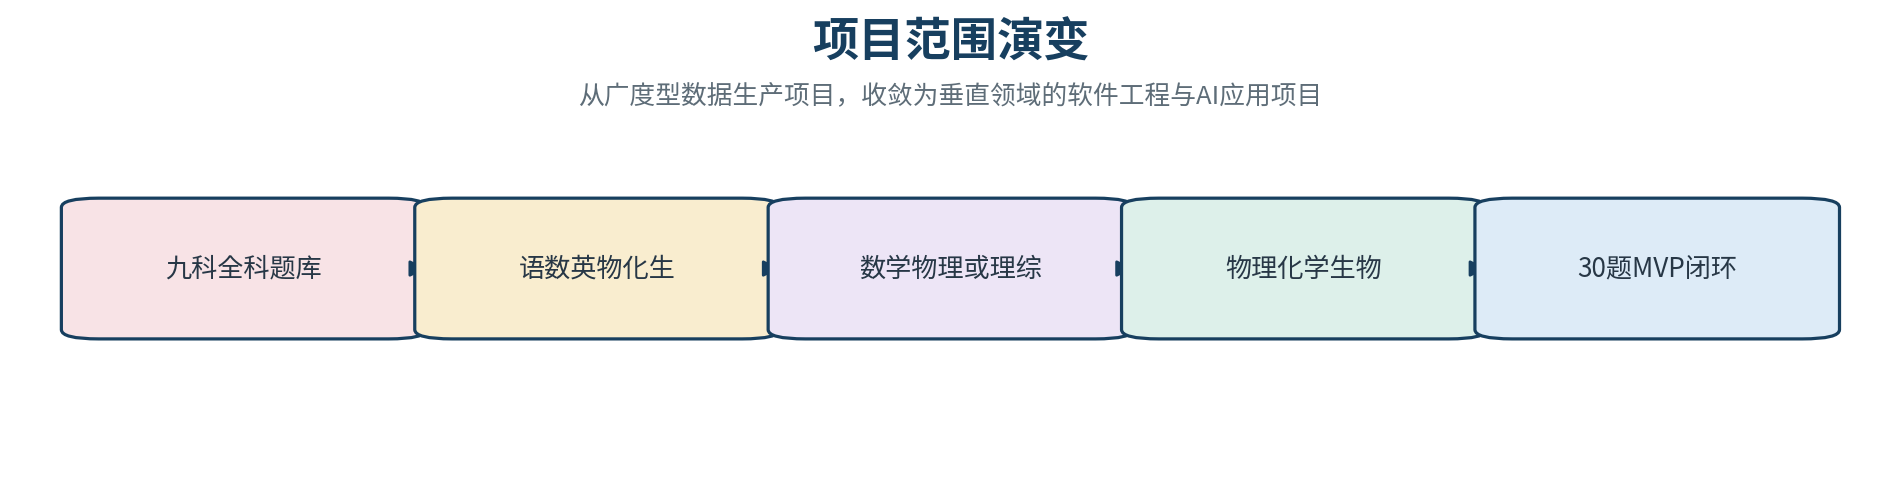 项目范围演变
从广度型数据生产项目，收敛为垂直领域的软件工程与AI应用项目
九科全科题库
语数英物化生
数学物理或理综
物理化学生物
30题MVP闭环